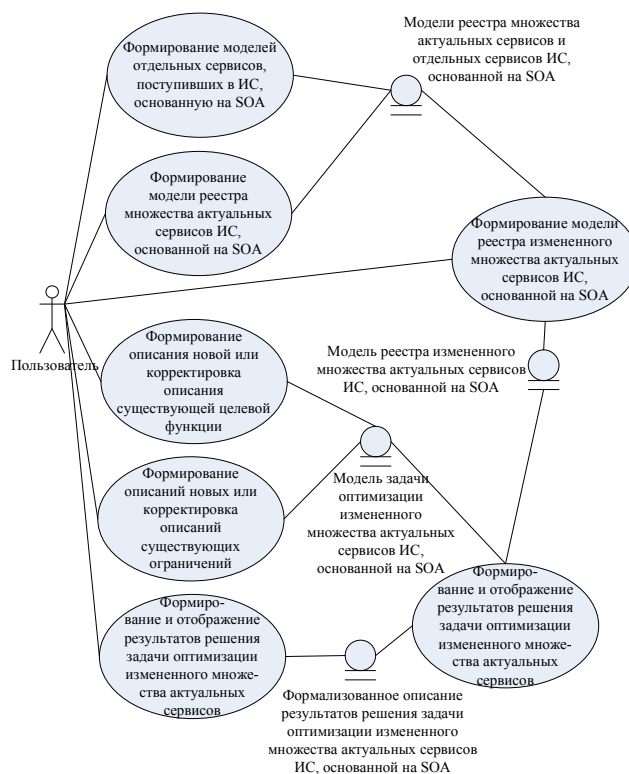 Формирование моделей
отдельных сервисов,
поступивших в ИС,
основанную на SOA
Модели реестра множества
актуальных сервисов и
отдельных сервисов ИС,
основанной на SOA
Формирование
модели реестра
множества актуальных
сервисов ИС,
основанной на SOA
Формирование модели
реестра измененного
множества актуальных
сервисов ИС,
основанной на SOA
Пользователь
Формирование
описания новой или
корректировка
описания
существующей целевой
функции
Модель реестра измененного
множества актуальных сервисов
ИС, основанной на SOA
Формирование
описаний новых или
корректировка
описаний
существующих
ограничений
Модель задачи
оптимизации
измененного
множества актуальных
сервисов ИС,
основанной на SOA
Формиро-
вание и отображение
результатов решения
задачи оптимизации
измененного множе-
ства актуальных
сервисов
Формиро-
вание и отображение
результатов решения
задачи оптимизации
измененного множе-
ства актуальных
сервисов
Формализованное описание
результатов решения задачи
оптимизации измененного
множества актуальных сервисов
ИС, основанной на SOA